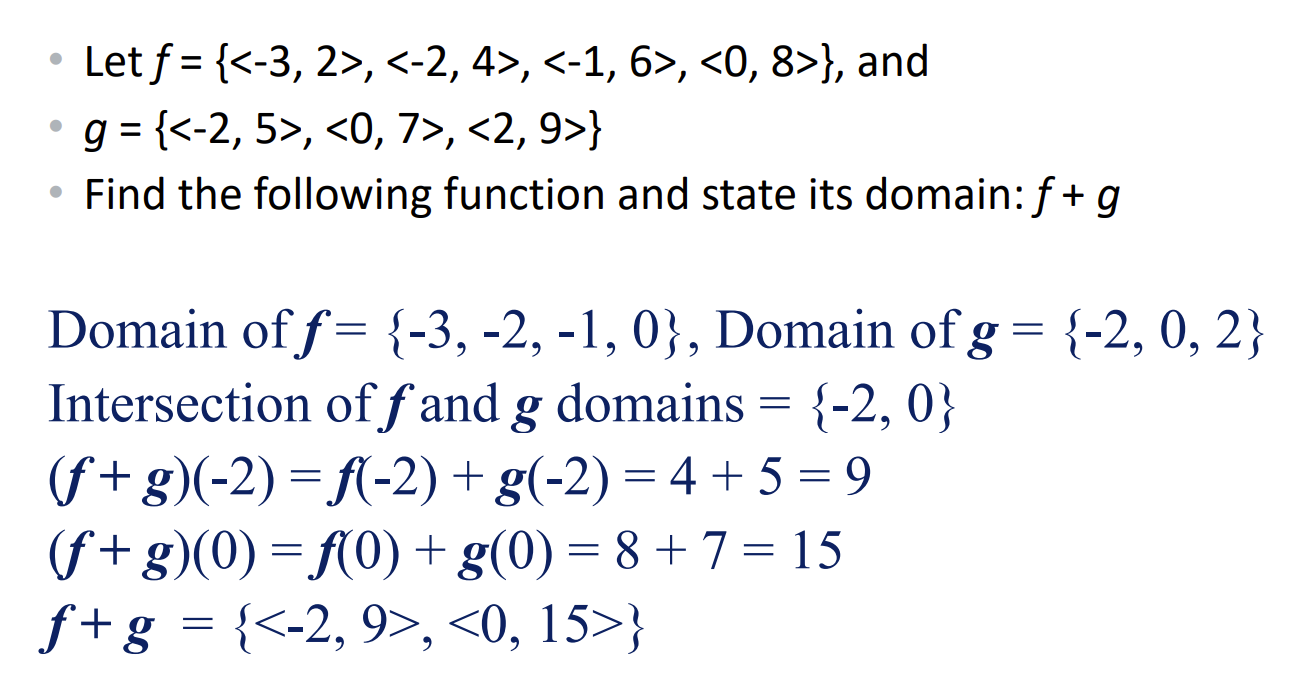 • Let f = {<-3, 2>, <-2, 4>, <-1, 6>, <0, 8>}, and
• g = {<-2, 5>, <0, 7>, <2, 9>}
• Find the following function and state its domain: f + g
Domain of f = {-3, -2, -1, 0}, Domain of g = {-2, 0, 2}
Intersection of f and g domains = {-2, 0}
(f + g)(-2) = f(-2) + g(-2) = 4 + 5 = 9
(f + g)(0) = f(0) + g(0) = 8 + 7 = 15
f + g = {<-2, 9>, <0, 15>}